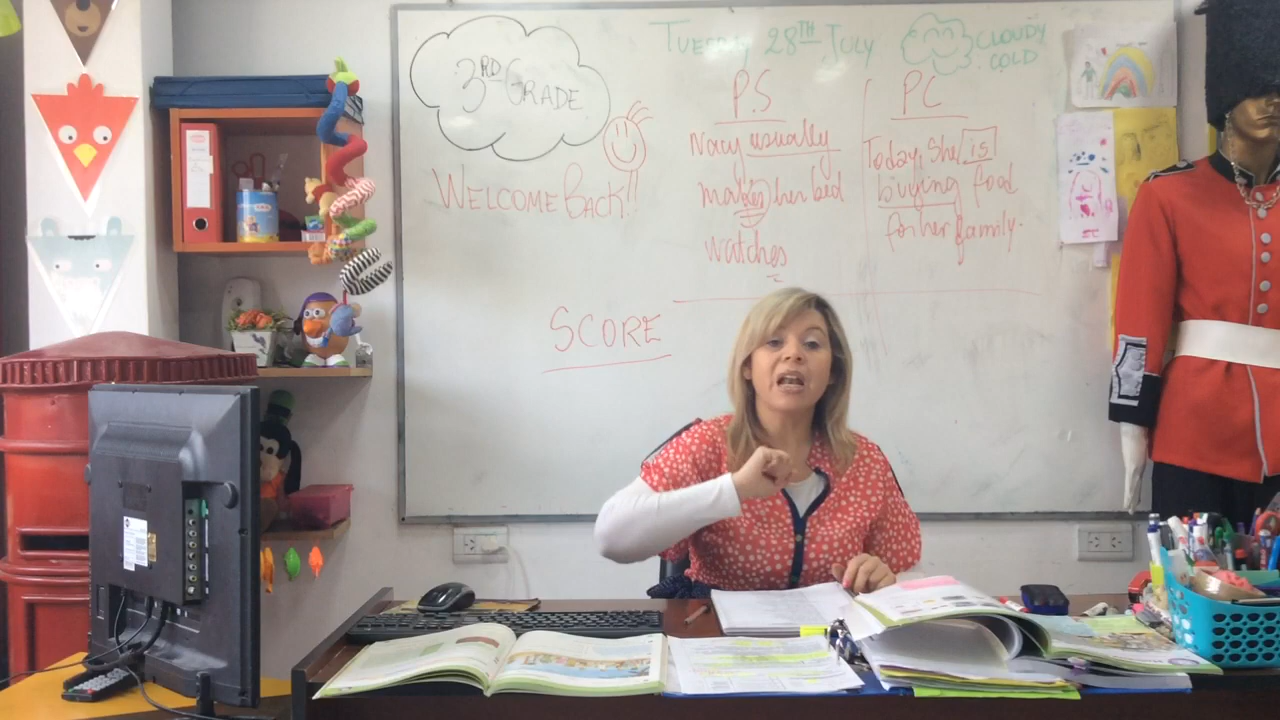 3RD GRADE
WELCOME BACK!!
SCORE
TUESDAY 28TH JULY
CLOUDY
COLD
P.S
Nacy usually
makes her bed
watches
PC
Today, She is
buying food
for her family.